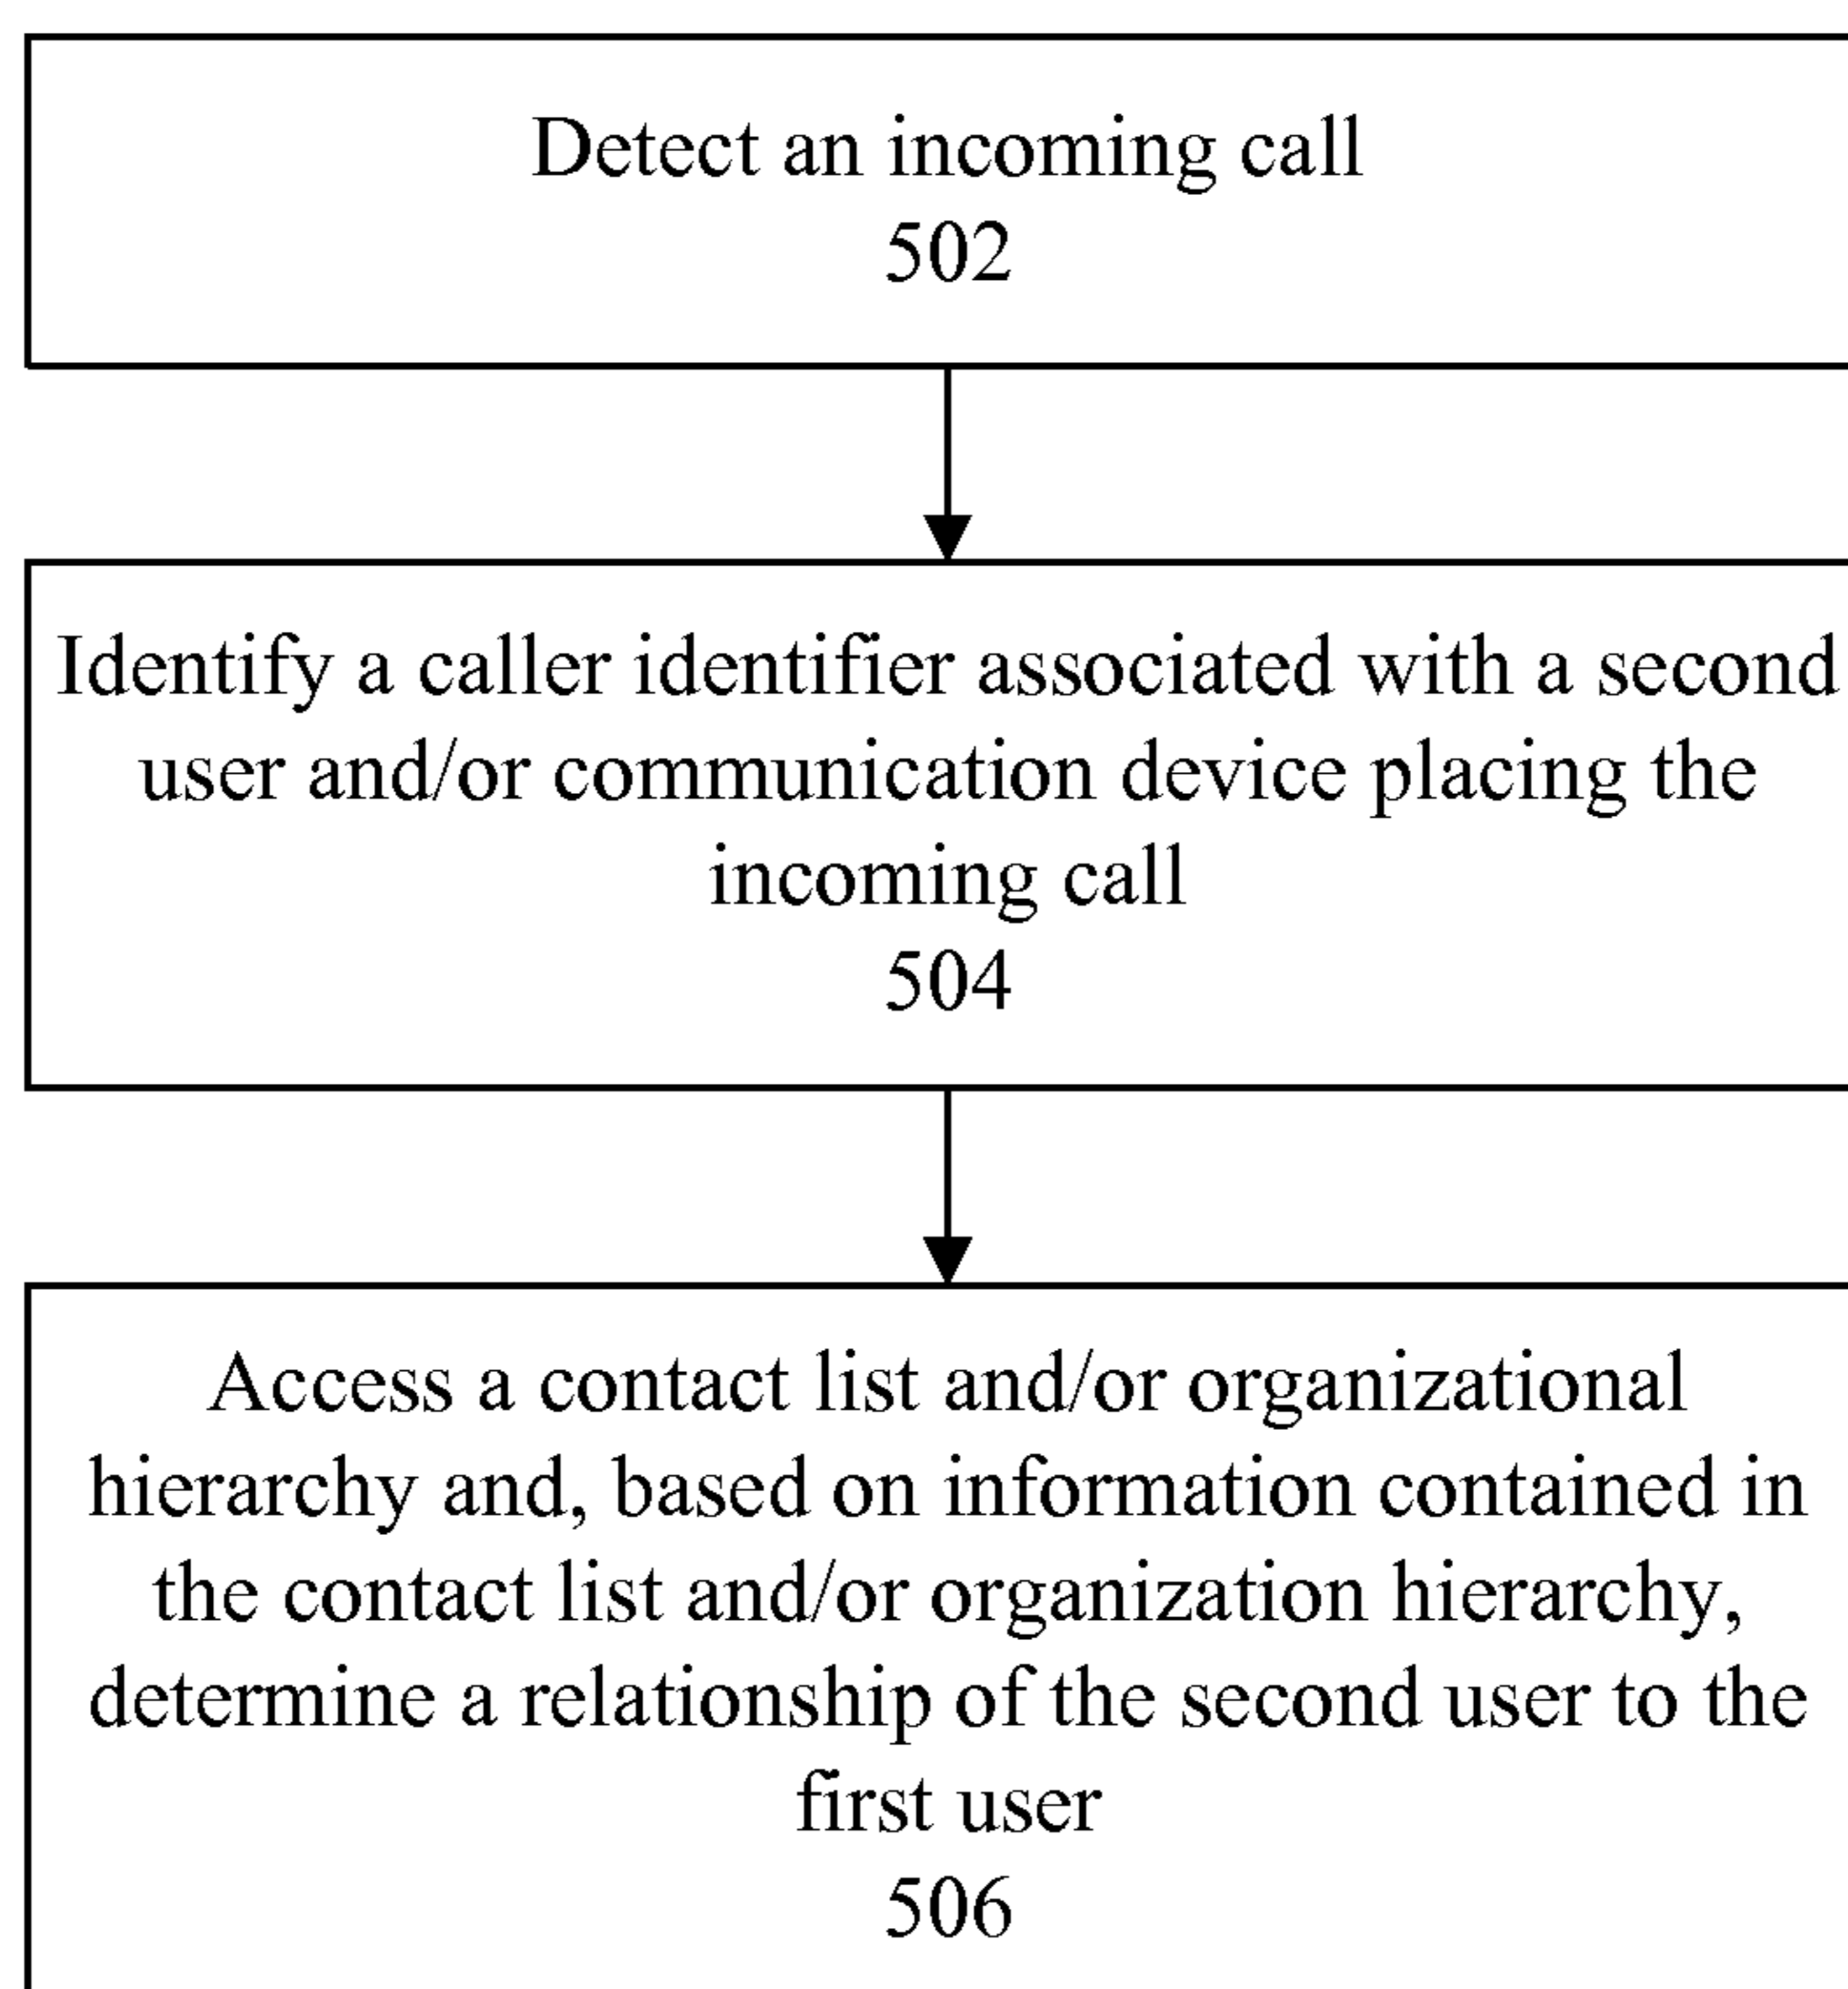 Detect an incoming call
502
Identify a caller identifier associated with a second
user and/or communication device placing the
incoming call
504
Access a contact list and/or organizational
hierarchy and, based on information contained in
the contact list and/or organization hierarchy,
determine a relationship of the second user to the
first user
506